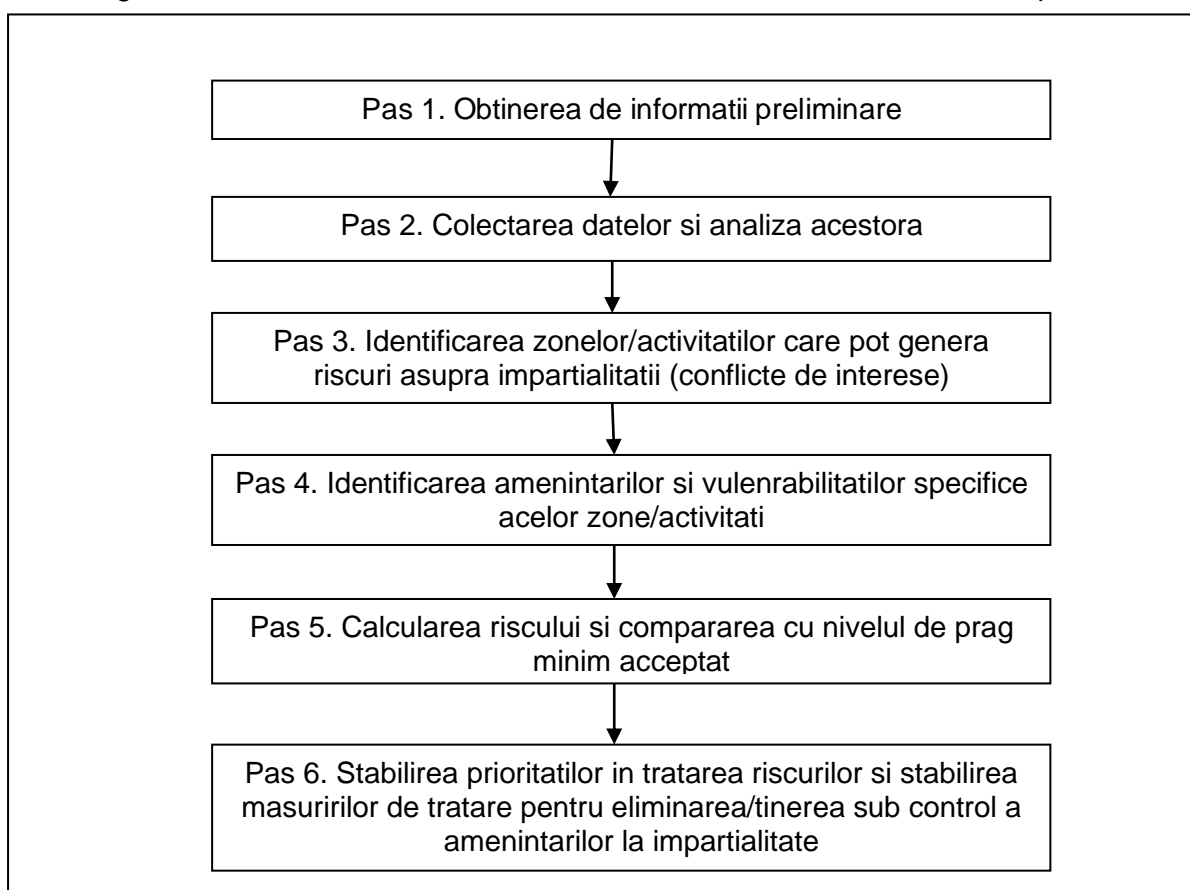 Pas 1. Obtinerea de informatii preliminare
Pas 2. Colectarea datelor si analiza acestora
Pas 3. Identificarea zonelor/activitatilor care pot genera
riscuri asupra impartialitatii (conflicte de interese)
Pas 4. Identificarea amenintarilor si vulenrabilitatilor specifice
acelor zone/activitati
Pas 5. Calcularea riscului si compararea cu nivelul de prag
minim acceptat
Pas 6. Stabilirea prioritatilor in tratarea riscurilor si stabilirea
masuririlor de tratare pentru eliminarea/tinerea sub control a
amenintarilor la impartialitate